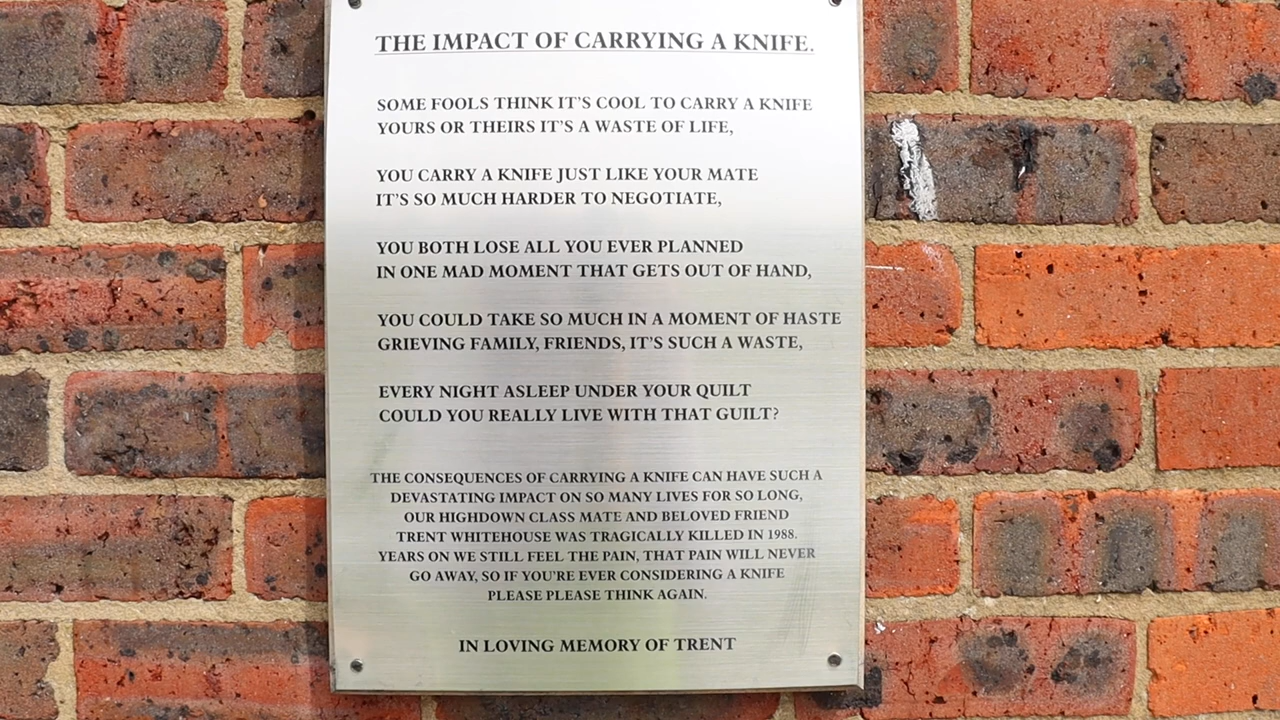 THE IMPACT OF CARRYING A KNIFE.
SOME FOOLS THINK IT'S COOL TO CARRY A KNIFE
YOURS OR THEIRS IT'S A WASTE OF LIFE,
YOU CARRY A KNIFE JUST LIKE YOUR MATE
IT'S SO MUCH HARDER TO NEGOTIATE,
YOU BOTH LOSE ALL YOU EVER PLANNED
IN ONE MAD MOMENT THAT GETS OUT OF HAND,
YOU COULD TAKE SO MUCH IN A MOMENT OF HASTE
GRIEVING FAMILY, FRIENDS, IT'S SUCH A WASTE,
EVERY NIGHT ASLEEP UNDER YOUR QUILT
COULD YOU REALLY LIVE WITH THAT GUILT?
THE CONSEQUENCES OF CARRYING A KNIFE CAN HAVE SUCH A
DEVASTATING IMPACT ON SO MANY LIVES FOR SO LONG,
OUR HIGHDOWN CLASS MATE AND BELOVED FRIEND
TRENT WHITEHOUSE WAS TRAGICALLY KILLED IN 1988.
YEARS ON WE STILL FEEL THE PAIN, THAT PAIN WILL NEVER
GO AWAY, SO IF YOU'RE EVER CONSIDERING A KNIFE
PLEASE PLEASE THINK AGAIN.
IN LOVING MEMORY OF TRENT